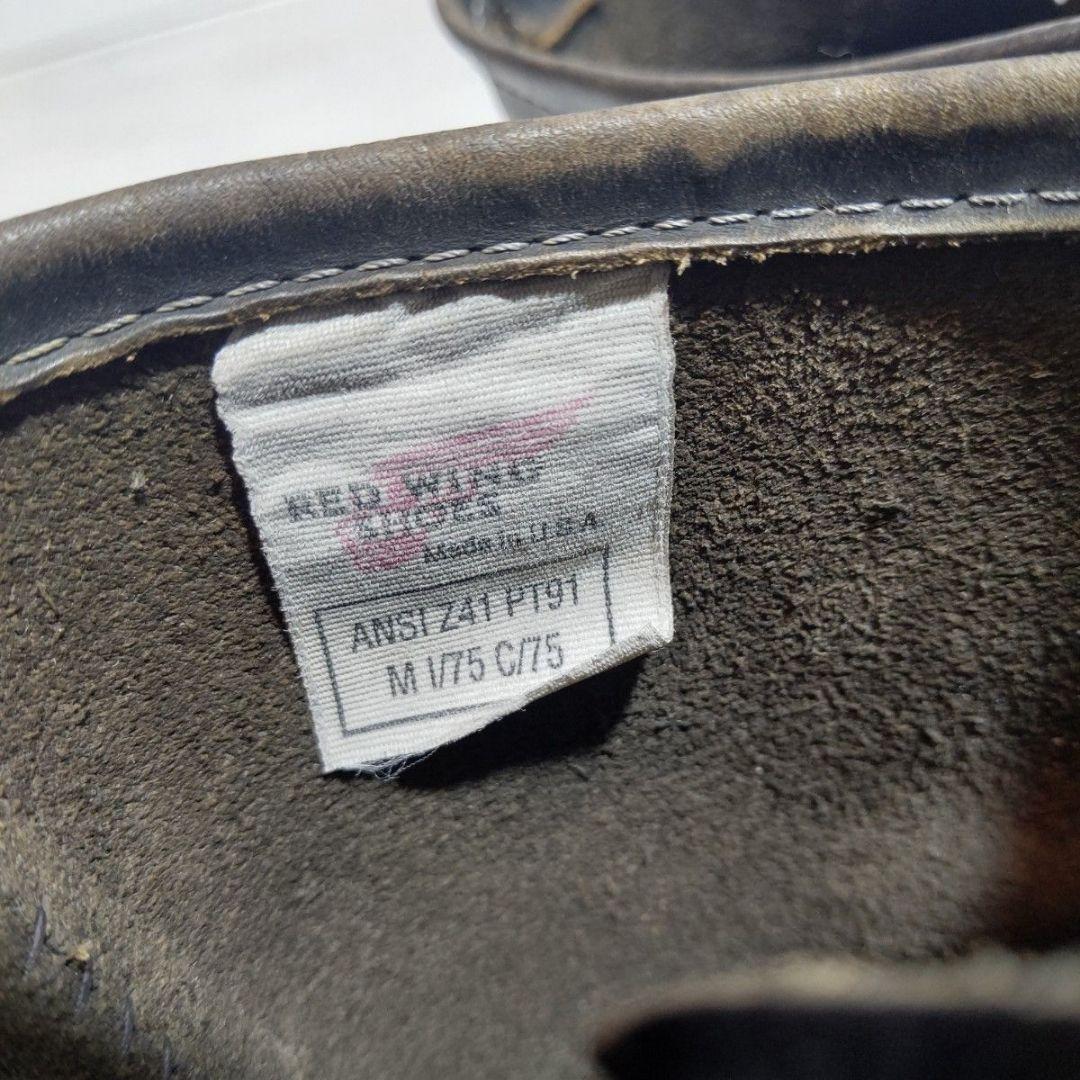 RED WING
SHOES
Made in U.S.A.
ANSI Z41 PT91
M I/75 C/75